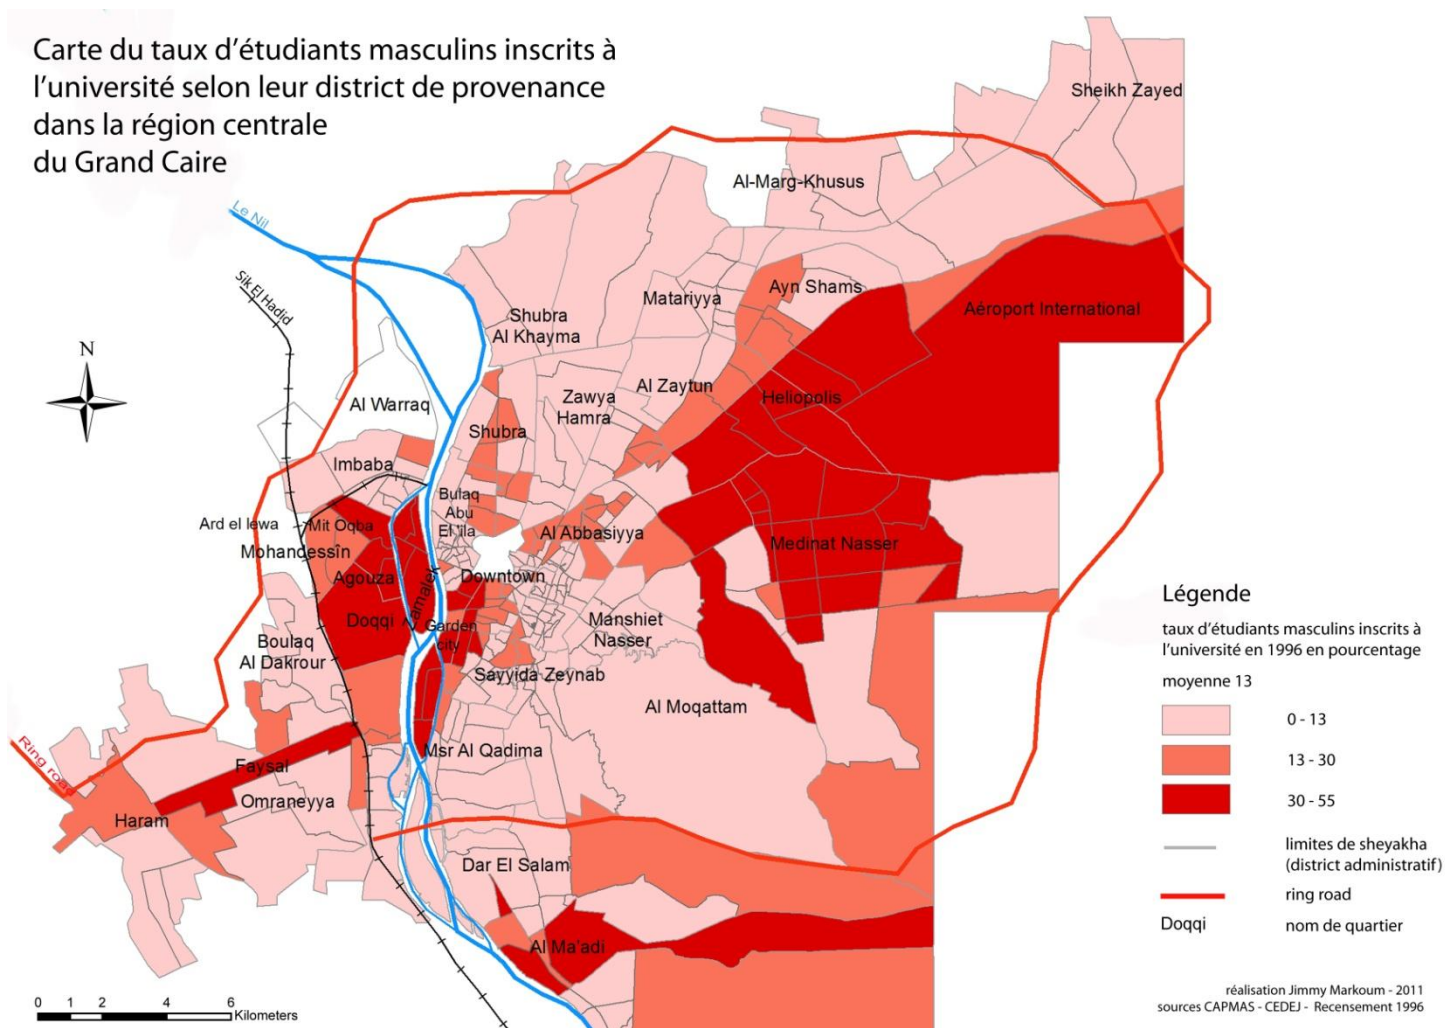 Carte du taux d'étudiants masculins inscrits à
l'université selon leur district de provenance
dans la région centrale
du Grand Caire
Sheikh Zayed
Al-Marg-Khusus
Le Nil
Sik El Hadid
Ayn Shams
Matariyya
Aéroport International
Shubra
Al Khayma
N
Al Zaytun
Zawya
Hamra
Heliopolis
Al Warraq
Shubra
Imbaba
Bulaq
Abu
El 'ila
Ard el lewa
Mit Oqba
Al Abbasiyya
Medinat Nasser
Mohandessîn
Agouza
Zamalek
Downtown
Doqqi
Garden
city
Manshiet
Nasser
Boulaq
Al Dakrour
Sayyida Zeynab
Al Moqattam
Msr Al Qadima
Ring road
Faysal
Omraneyya
Haram
Dar El Salam
Al Ma'adi
Légende
taux d'étudiants masculins inscrits à
l'université en 1996 en pourcentage
moyenne 13
0 - 13
13 - 30
30 - 55
limites de sheyakha
(district administratif)
ring road
Doqqi nom de quartier
0 1 2 4 6
Kilometers
réalisation Jimmy Markoum - 2011
sources CAPMAS - CEDEJ - Recensement 1996